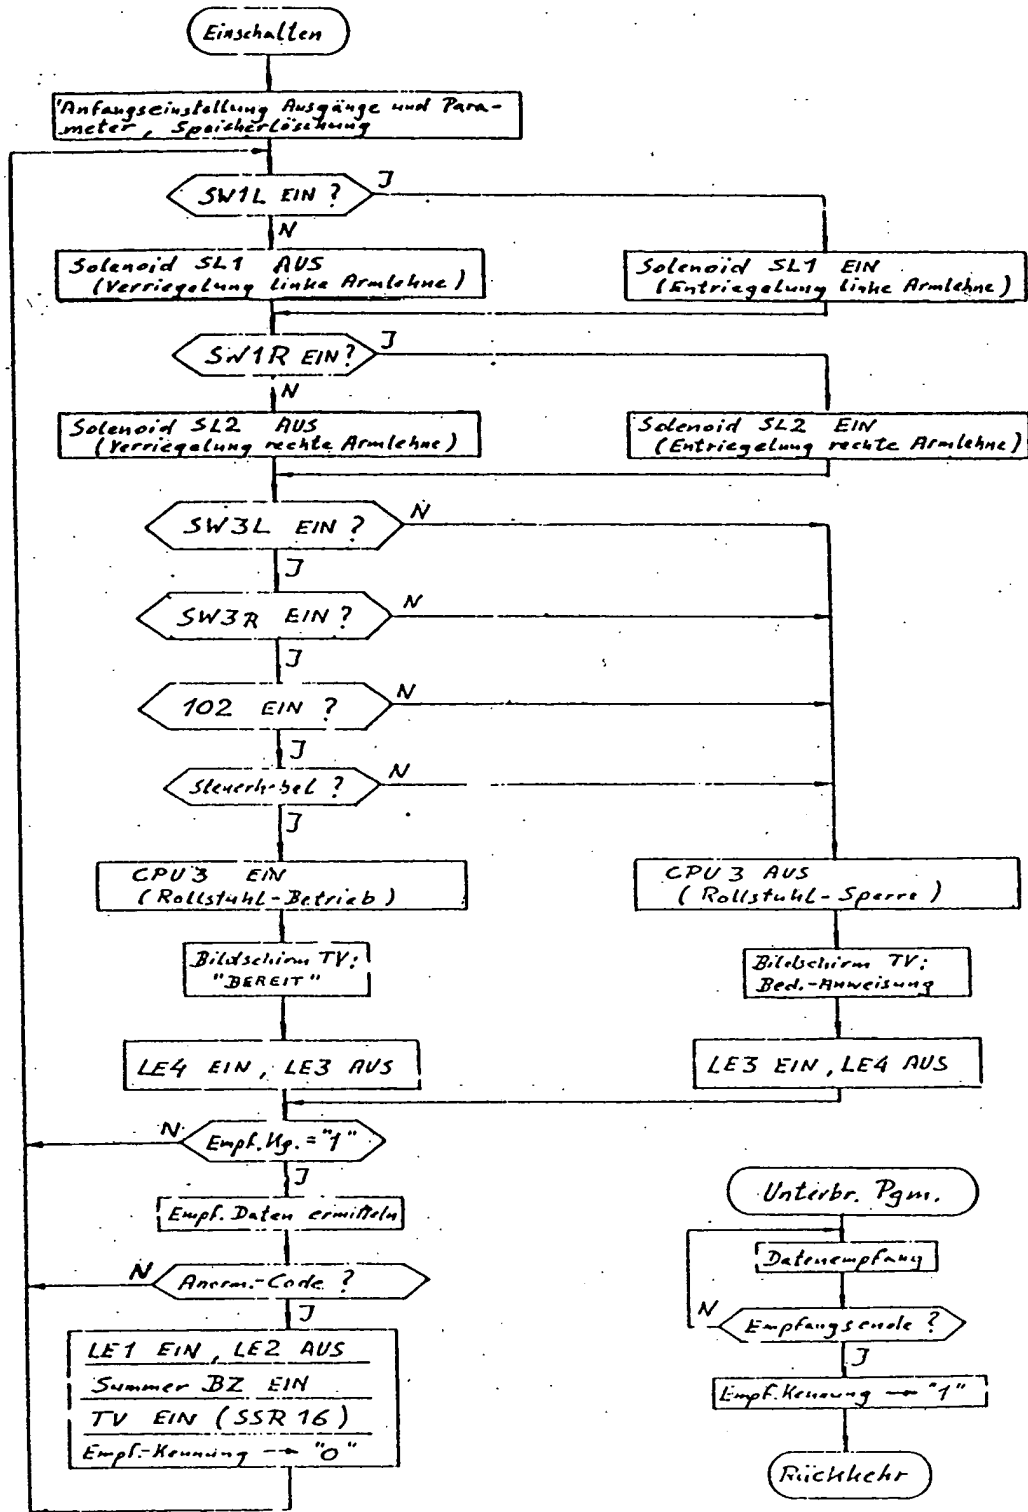 Einschalten
Anfangseinstellung Ausgänge und Para-
meter, Speicherlöschung
SW1L EIN ?
J
N
Solenoid SL1 AUS
(Verriegelung linke Armlehne)
Solenoid SL1 EIN
(Entriegelung linke Armlehne)
SW1R EIN ?
J
N
Solenoid SL2 AUS
(Verriegelung rechte Armlehne)
Solenoid SL2 EIN
(Entriegelung rechte Armlehne)
SW3L EIN ?
N
J
SW3R EIN ?
N
J
102 EIN ?
N
J
Steuerhebel ?
N
J
CPU3 EIN
(Rollstuhl-Betrieb)
CPU3 AUS
(Rollstuhl-Sperre)
Bildschirm TV:
"BEREIT"
Bildschirm TV:
Bed.-Anweisung
LE4 EIN, LE3 AUS
LE3 EIN, LE4 AUS
N
Empf.Kg.="1"
J
Empf. Daten ermitteln
N
Anorm.-Code ?
J
LE1 EIN, LE2 AUS
Summer BZ EIN
TV EIN (SSR 16)
Empf.-Kennung → "0"
Unterbr. Pgm.
Datenempfang
N
Empfangsende ?
J
Empf.Kennung → "1"
Rückkehr